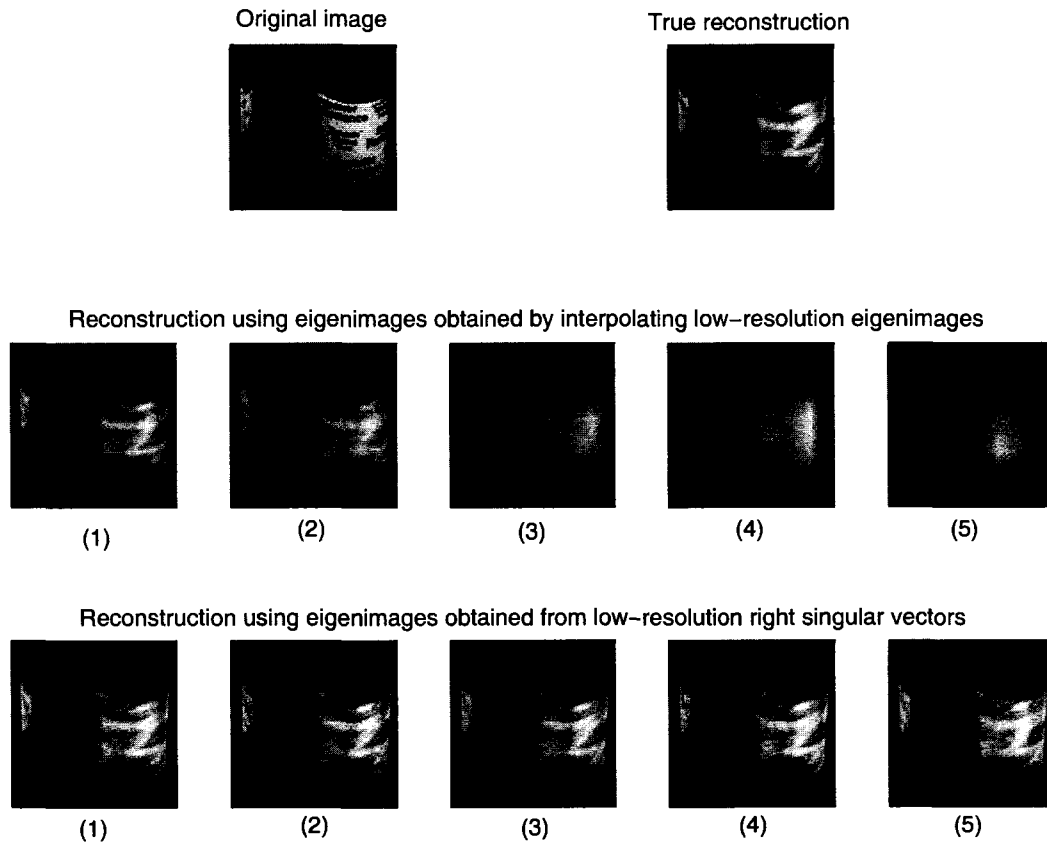 Original image
True reconstruction
Reconstruction using eigenimages obtained by interpolating low−resolution eigenimages
(1)
(2)
(3)
(4)
(5)
Reconstruction using eigenimages obtained from low−resolution right singular vectors
(1)
(2)
(3)
(4)
(5)